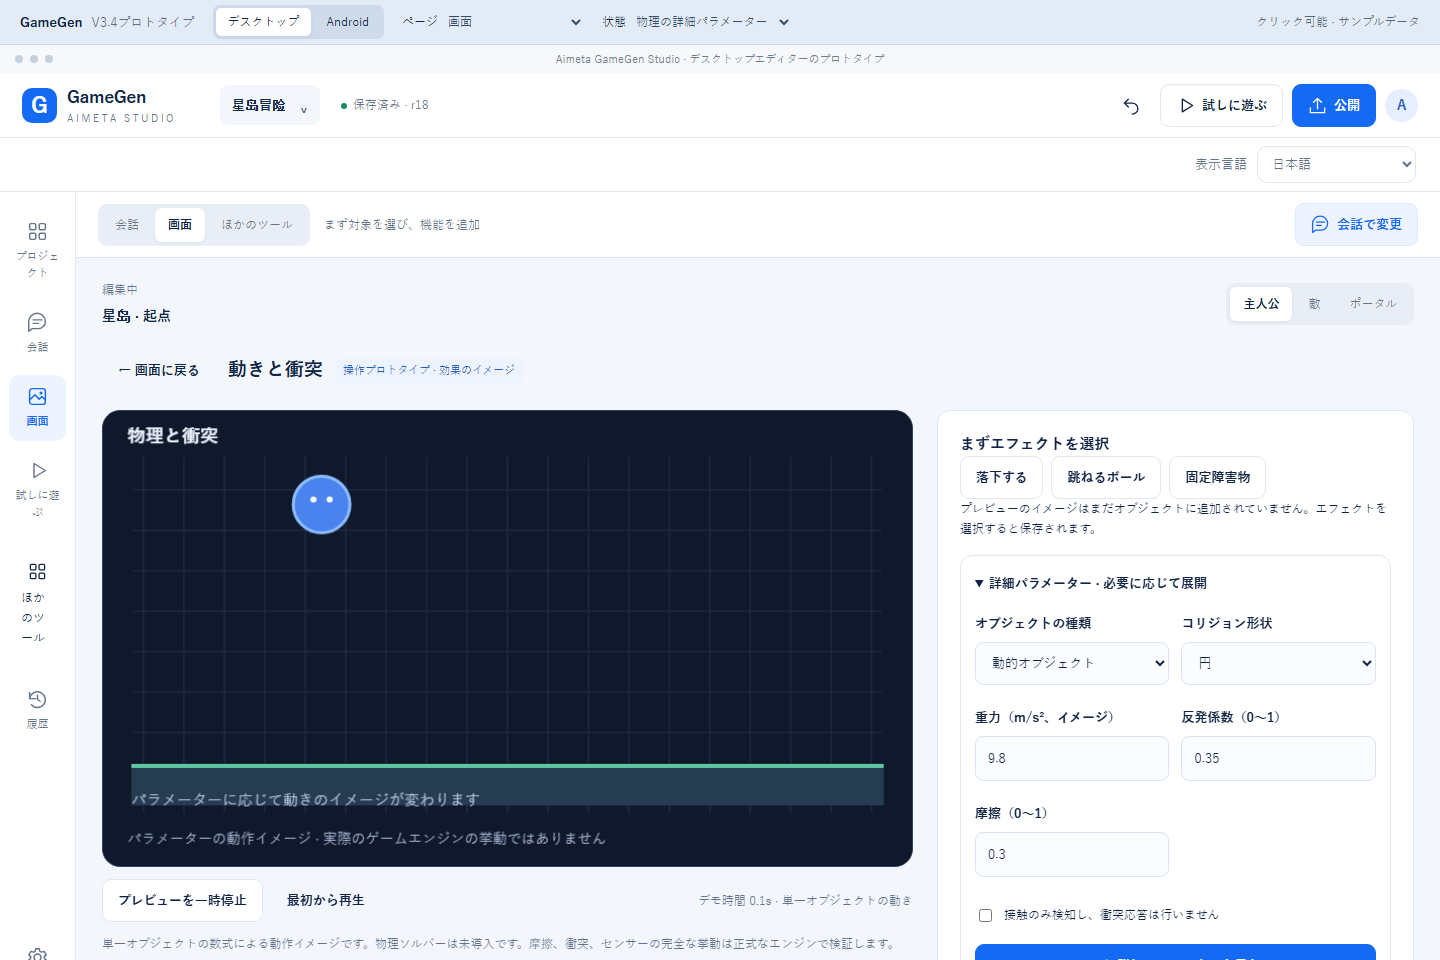 GameGen V3.4プロトタイプ デスクトップ Android ページ 画面 状態 物理の詳細パラメーター クリック可能 · サンプルデータ
Aimeta GameGen Studio · デスクトップエディターのプロトタイプ
G GameGen
AIMETA STUDIO
星岛冒险 保存済み · r18 試しに遊ぶ 公開 A
表示言語 日本語
会話 画面 ほかのツール まず対象を選び、機能を追加 会話で変更
プロジェ
クト
会話
画面
試しに遊
ぶ
ほか
のツ
ール
履歴
編集中
星岛 · 起点
主人公 敵 ポータル
← 画面に戻る 動きと衝突 操作プロトタイプ · 効果のイメージ
物理と衝突
パラメーターに応じて動きのイメージが変わります
パラメーターの動作イメージ · 実際のゲームエンジンの挙動ではありません
プレビューを一時停止 最初から再生 デモ時間 0.1s · 単一オブジェクトの動き
単一オブジェクトの数式による動作イメージです。物理ソルバーは未導入です。摩擦、衝突、センサーの完全な挙動は正式なエンジンで検証します。
まずエフェクトを選択
落下する 跳ねるボール 固定障害物
プレビューのイメージはまだオブジェクトに追加されていません。エフェクトを
選択すると保存されます。
▼ 詳細パラメーター · 必要に応じて展開
オブジェクトの種類 コリジョン形状
動的オブジェクト 円
重力（m/s²、イメージ） 反発係数（0〜1）
9.8 0.35
摩擦（0〜1）
0.3
接触のみ検知し、衝突応答は行いません